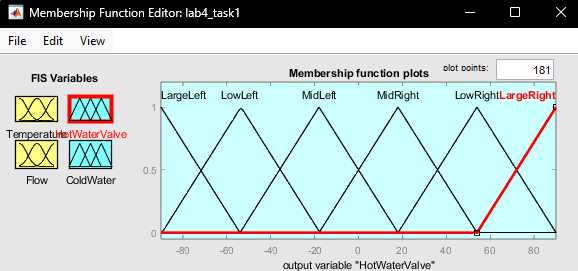 Membership Function Editor: lab4_task1
File Edit View
FIS Variables
Membership function plots
plot points:
181
LargeLeft LowLeft MidLeft MidRight LowRight LargeRight
1
0.5
0
-80 -60 -40 -20 0 20 40 60 80
output variable "HotWaterValve"
Temperature HotWaterValve
Flow ColdWater